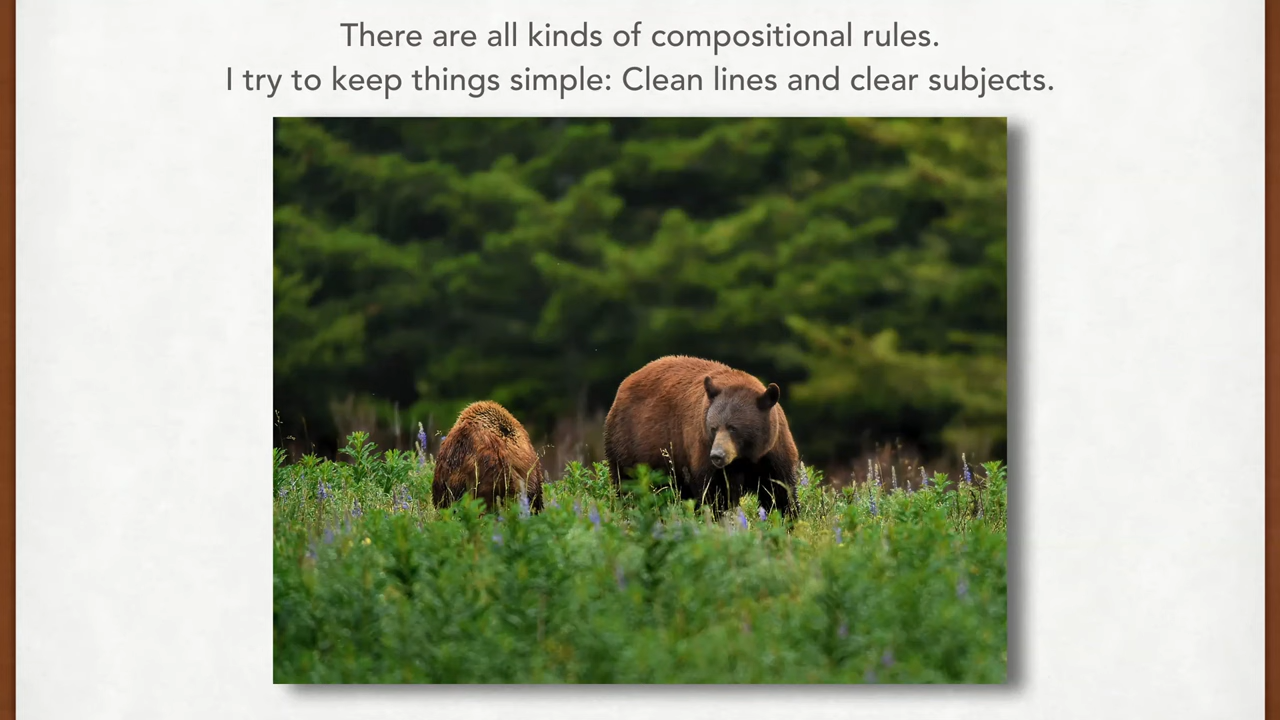 There are all kinds of compositional rules.
I try to keep things simple: Clean lines and clear subjects.